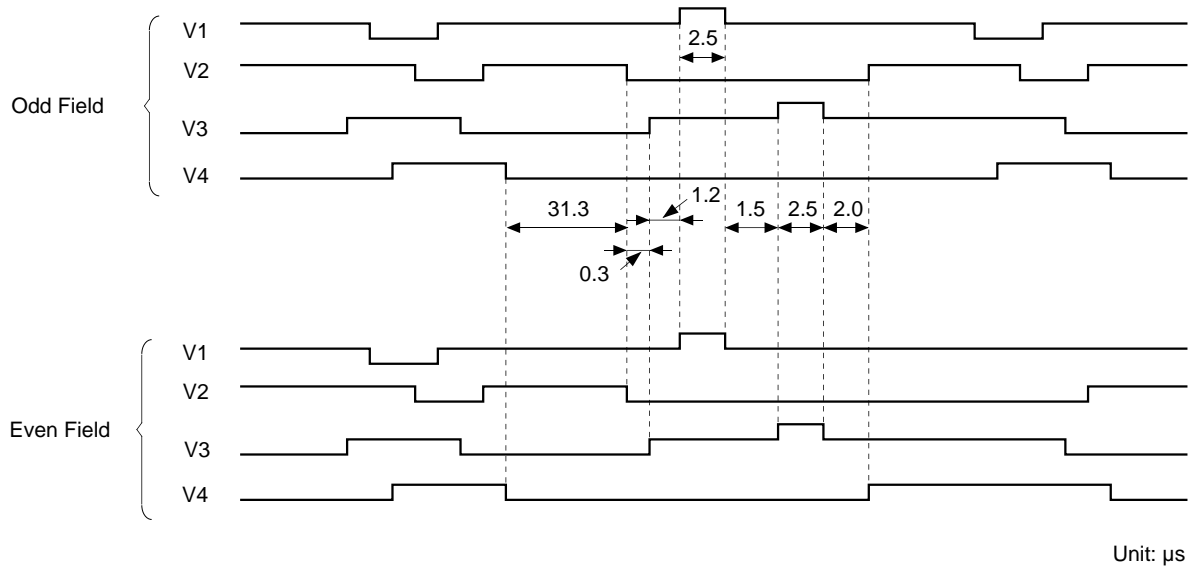 Odd Field
V1
2.5
V2
V3
V4
1.2
31.3
1.5
2.5
2.0
0.3
Even Field
V1
V2
V3
V4
Unit: µs